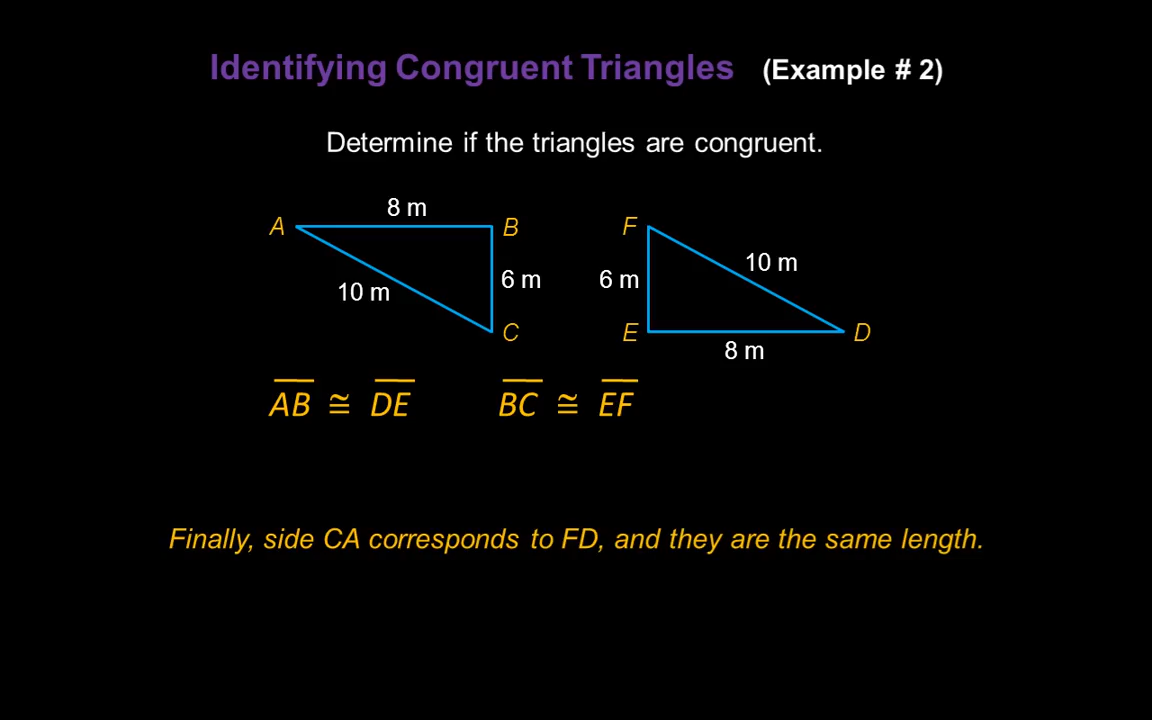 Identifying Congruent Triangles (Example # 2)
Determine if the triangles are congruent.
8 m
A B F
10 m
6 m 6 m
10 m
C E D
8 m
AB ≅ DE BC ≅ EF
Finally, side CA corresponds to FD, and they are the same length.